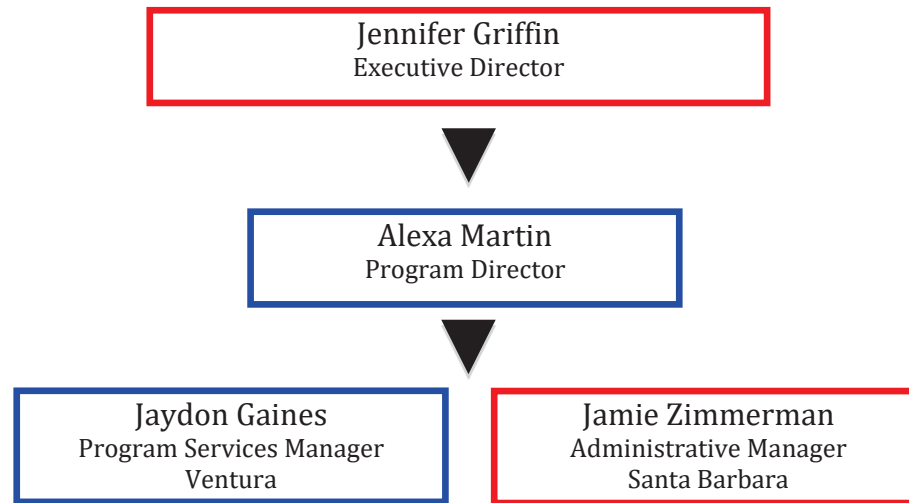 Jennifer Griffin
Executive Director
Alexa Martin
Program Director
Jaydon Gaines
Program Services Manager
Ventura
Jamie Zimmerman
Administrative Manager
Santa Barbara